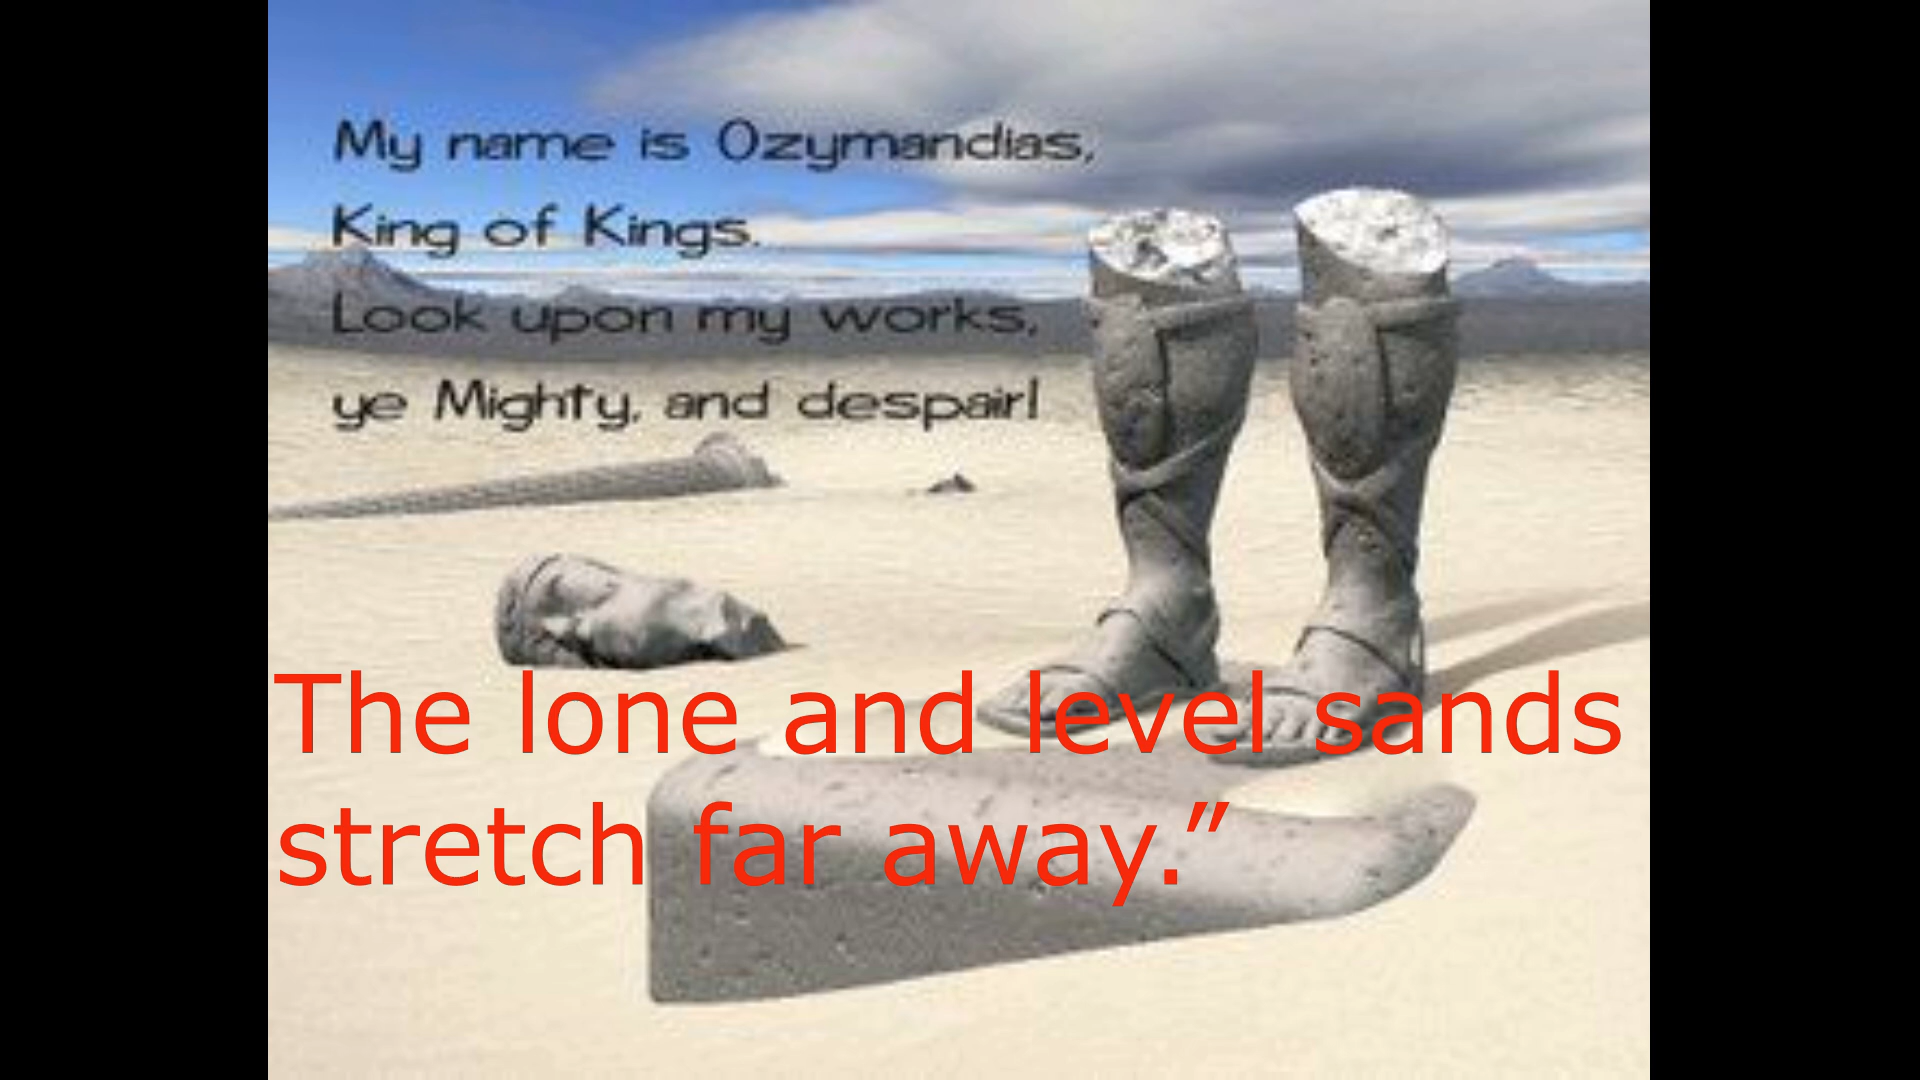 My name is Ozymandias,
King of Kings.
Look upon my works,
ye Mighty, and despair!
The lone and level sands
stretch far away.”